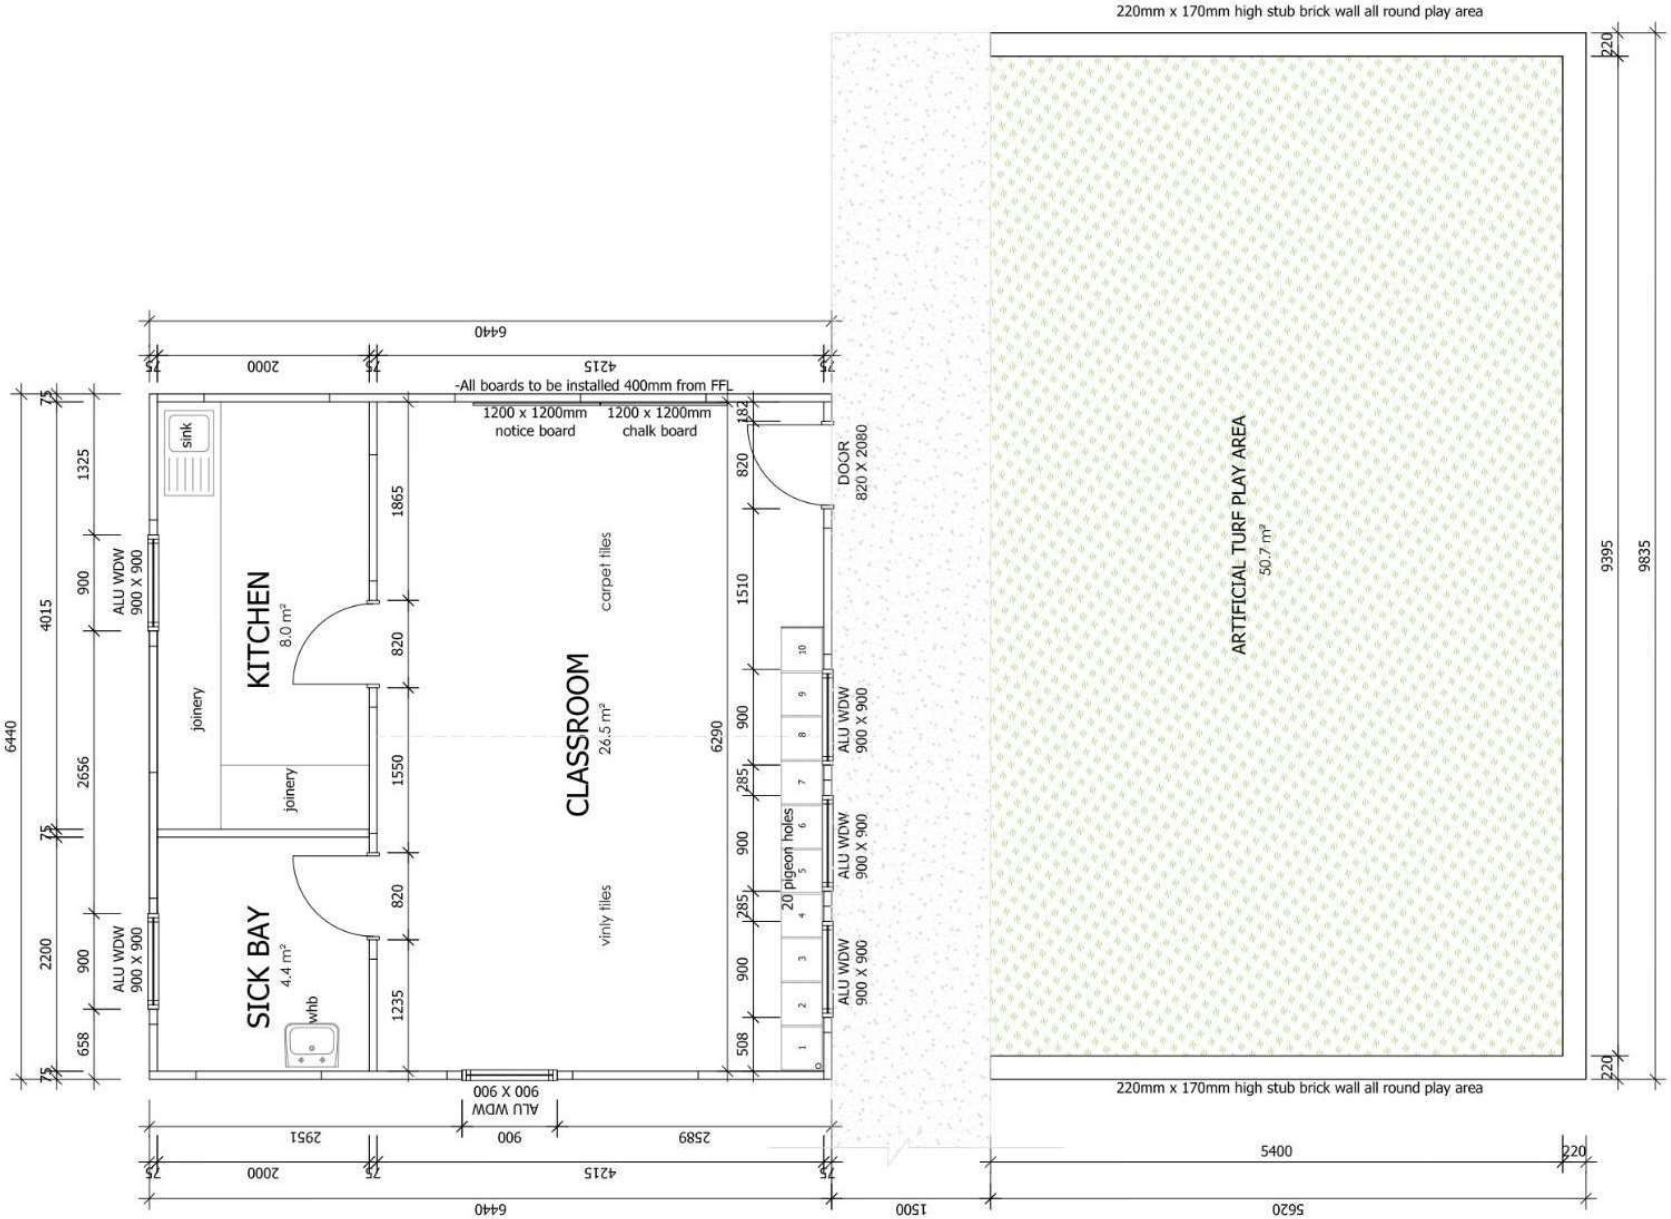 220mm x 170mm high stub brick wall all round play area
220
6440
75
2000
75
4215
75
-All boards to be installed 400mm from FFL
1200 x 1200mm
notice board
1200 x 1200mm
chalk board
182
820
DOOR
820 X 2080
1510
900
285
900
285
900
508
6290
ALU WDW
900 X 900
ALU WDW
900 X 900
ALU WDW
900 X 900
20 pigeon holes
10
9
8
7
6
5
4
3
2
1
6440
75
4015
75
2200
75
1325
900
2656
900
658
ALU WDW
900 X 900
ALU WDW
900 X 900
sink
KITCHEN
8.0 m²
joinery
joinery
SICK BAY
4.4 m²
whb
1865
820
1550
820
1235
CLASSROOM
26.5 m²
carpet tiles
vinly tiles
ARTIFICIAL TURF PLAY AREA
50.7 m²
9395
9835
220
220mm x 170mm high stub brick wall all round play area
ALU WDW
900 X 900
2951
900
2589
75
2000
75
4215
75
6440
1500
5400
220
5620